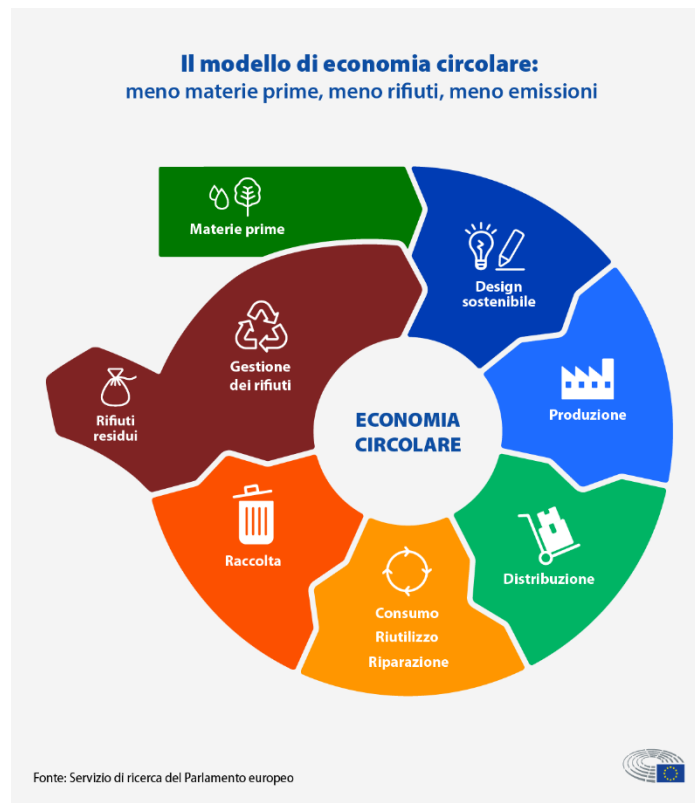 Il modello di economia circolare:
meno materie prime, meno rifiuti, meno emissioni
Materie prime
Design
sostenibile
Produzione
Distribuzione
Consumo
Riutilizzo
Riparazione
Raccolta
Gestione
dei rifiuti
Rifiuti
residui
ECONOMIA
CIRCOLARE
Fonte: Servizio di ricerca del Parlamento europeo